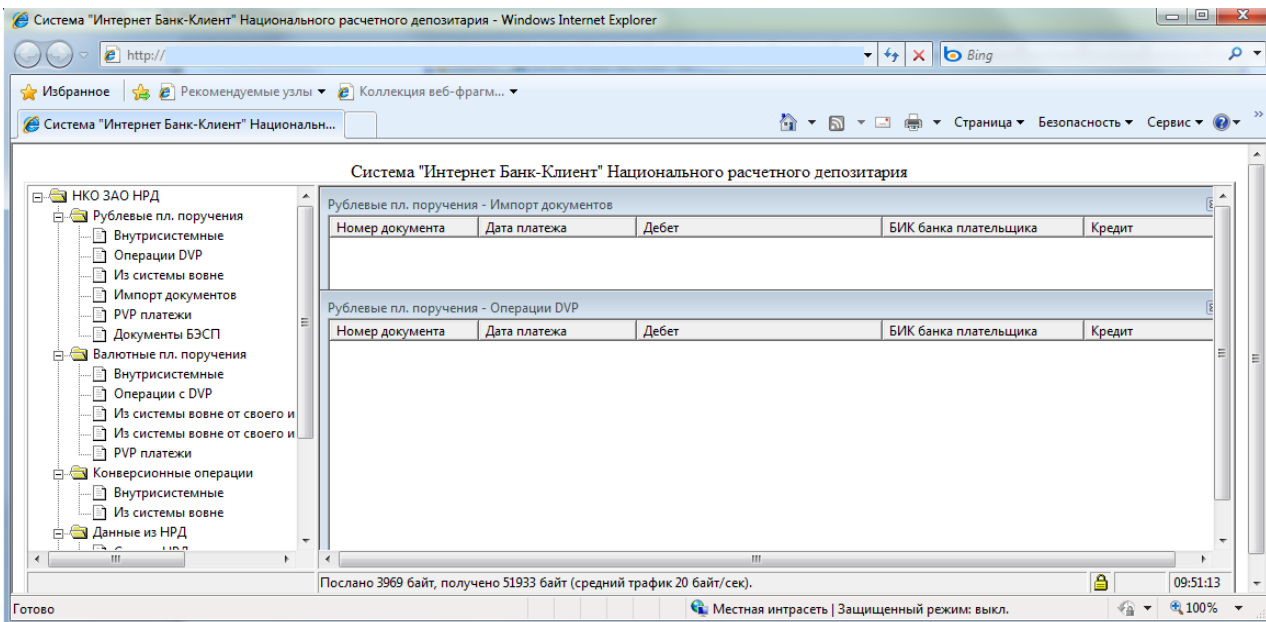 Система "Интернет Банк-Клиент" Национального расчетного депозитария - Windows Internet Explorer
http://
Bing
Избранное
Рекомендуемые узлы
Коллекция веб-фрагм...
Система "Интернет Банк-Клиент" Националън...
Страница
Безопасность
Сервис
Система "Интернет Банк-Клиент" Национального расчетного депозитария
НКО ЗАО НРД
Рублевые пл. поручения
Внутрисистемные
Операции DVP
Из системы вовне
Импорт документов
PVP платежи
Документы БЭСП
Валютные пл. поручения
Внутрисистемные
Операции с DVP
Из системы вовне от своего и
Из системы вовне от своего и
PVP платежи
Конверсионные операции
Внутрисистемные
Из системы вовне
Данные из НРД
Рублевые пл. поручения - Импорт документов
Номер документа Дата платежа Дебет БИК банка плательщика Кредит
Рублевые пл. поручения - Операции DVP
Номер документа Дата платежа Дебет БИК банка плательщика Кредит
Послано 3969 байт, получено 51933 байт (средний трафик 20 байт/сек).
09:51:13
Готово
Местная интрасеть | Защищенный режим: выкл.
100%